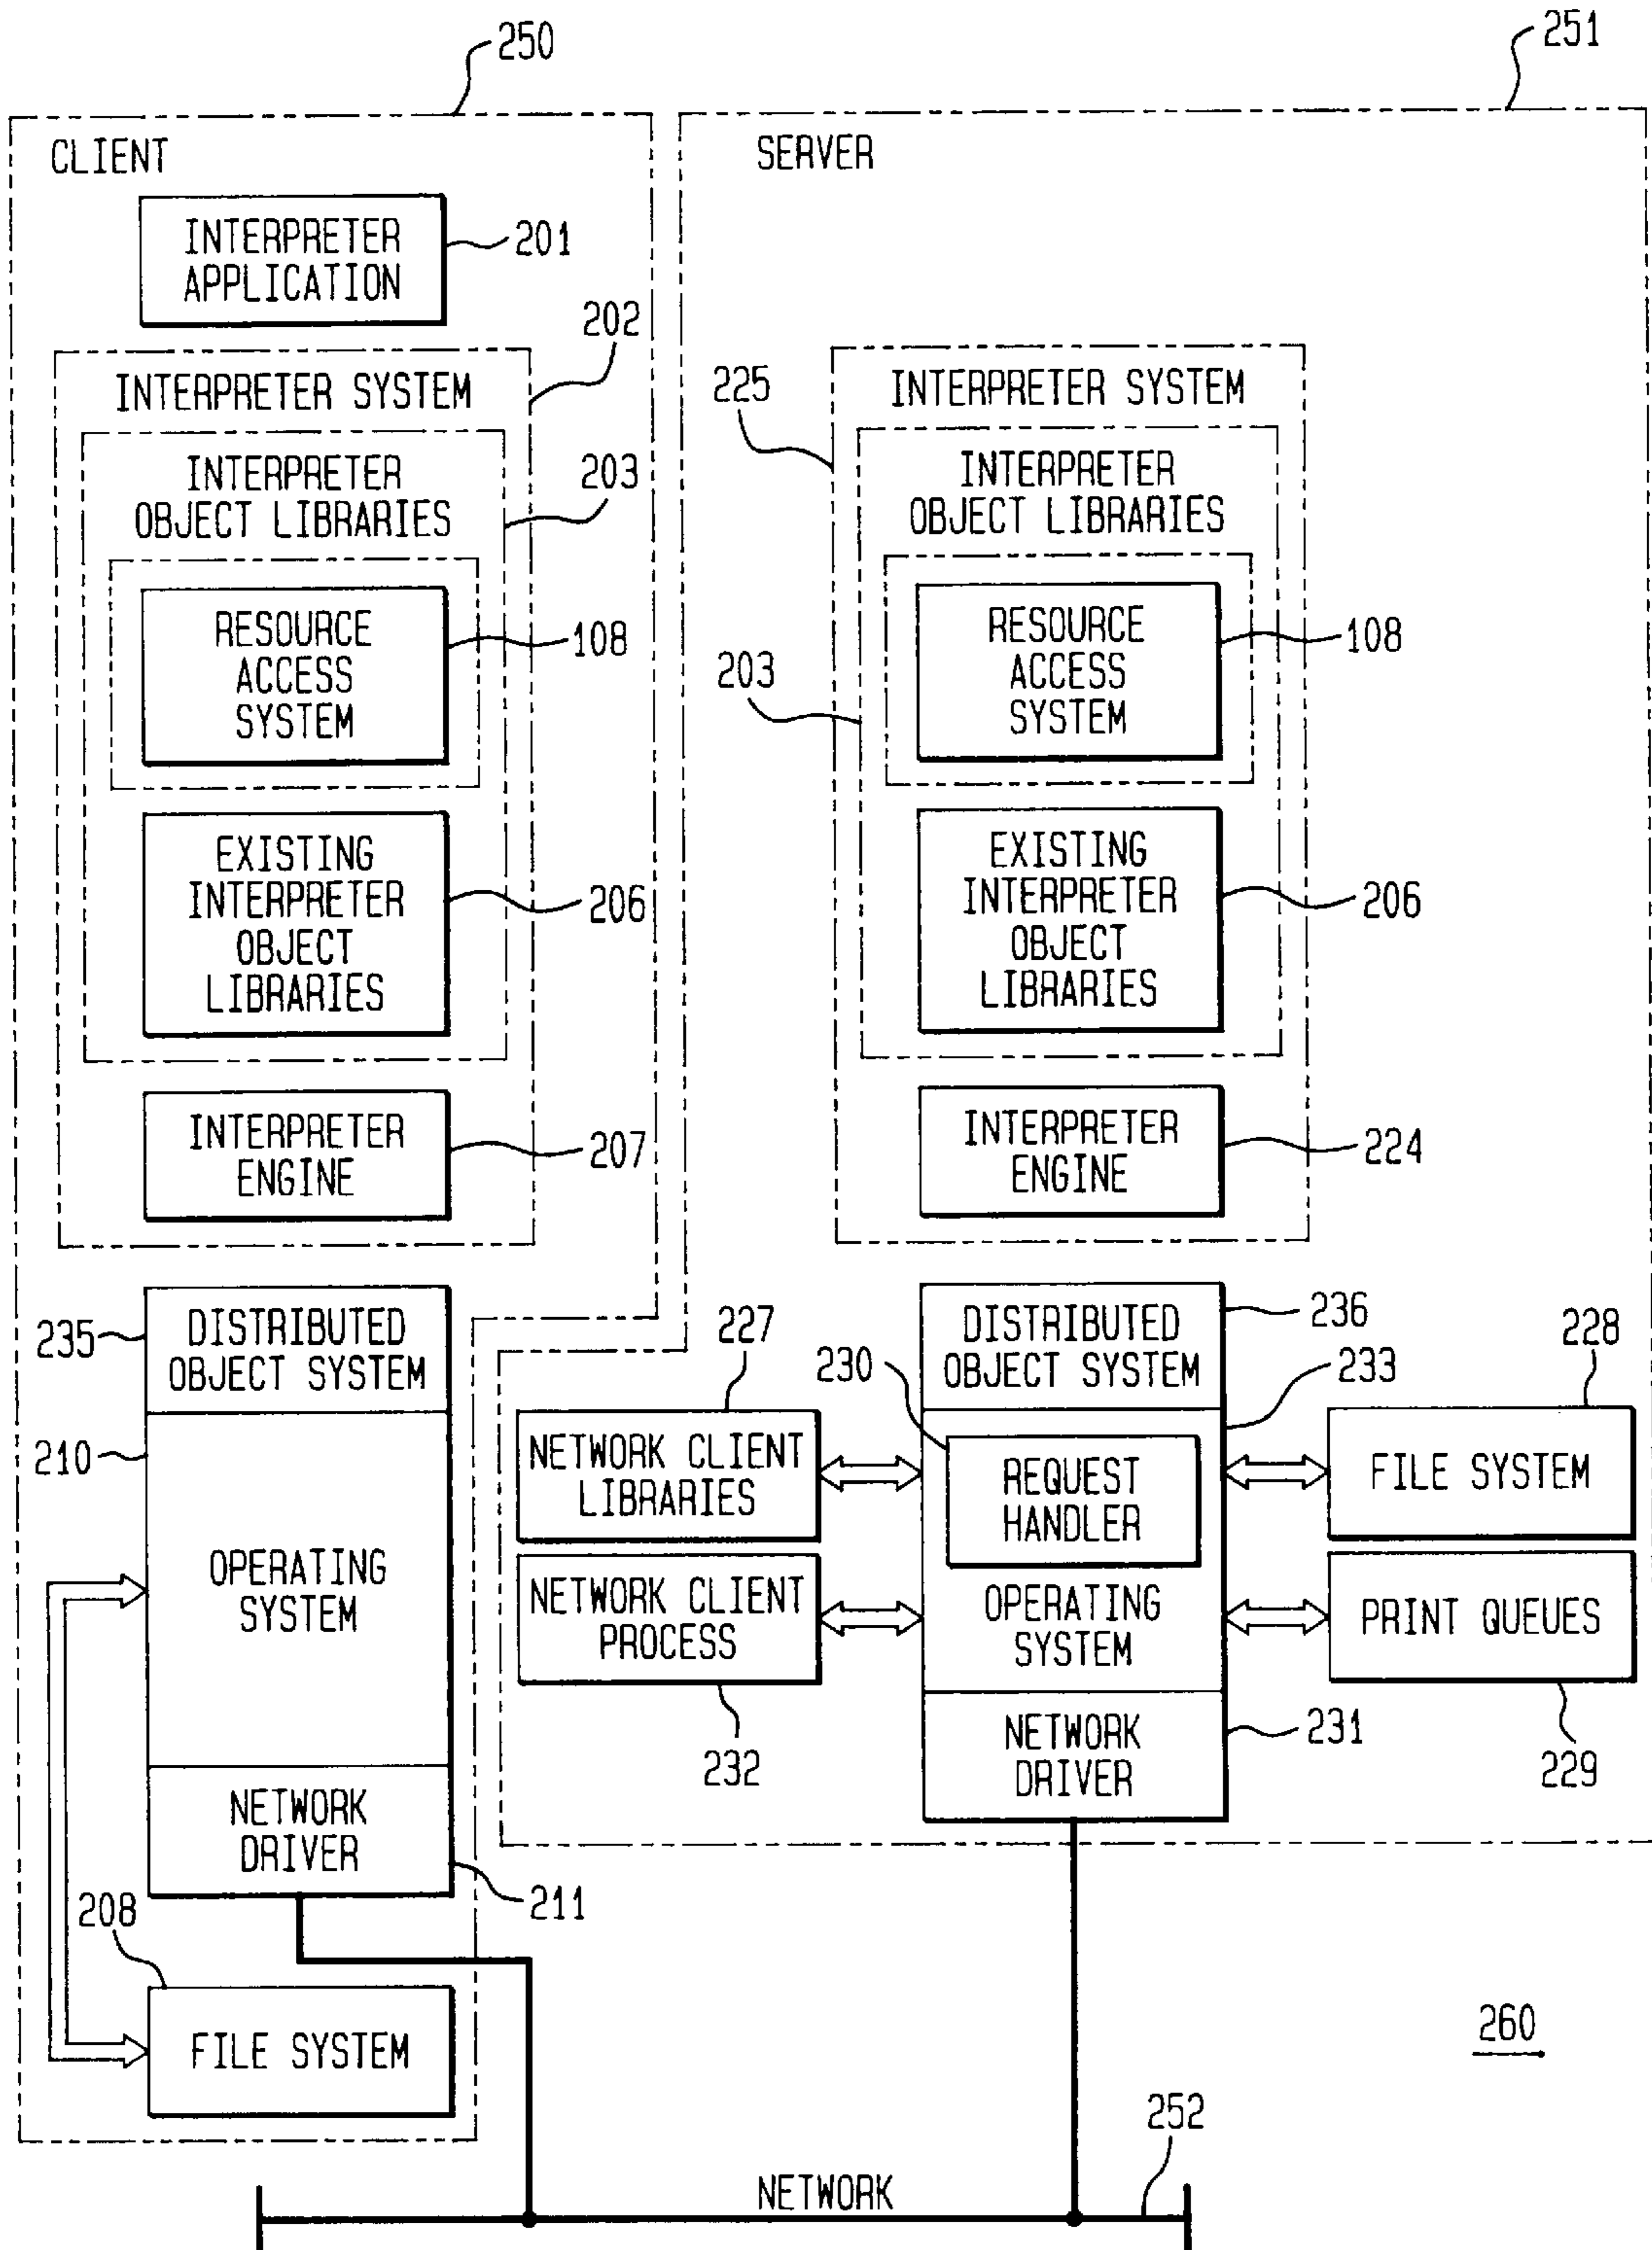 250
251
CLIENT
SERVER
INTERPRETER
APPLICATION
201
202
INTERPRETER SYSTEM
INTERPRETER
OBJECT LIBRARIES
203
RESOURCE
ACCESS
SYSTEM
108
EXISTING
INTERPRETER
OBJECT
LIBRARIES
206
INTERPRETER
ENGINE
207
225
INTERPRETER SYSTEM
INTERPRETER
OBJECT LIBRARIES
203
RESOURCE
ACCESS
SYSTEM
108
EXISTING
INTERPRETER
OBJECT
LIBRARIES
206
INTERPRETER
ENGINE
224
235
DISTRIBUTED
OBJECT SYSTEM
210
OPERATING
SYSTEM
NETWORK
DRIVER
211
208
FILE SYSTEM
227
NETWORK CLIENT
LIBRARIES
NETWORK CLIENT
PROCESS
232
DISTRIBUTED
OBJECT SYSTEM
236
230
233
REQUEST
HANDLER
OPERATING
SYSTEM
NETWORK
DRIVER
231
228
FILE SYSTEM
PRINT QUEUES
229
260
252
NETWORK